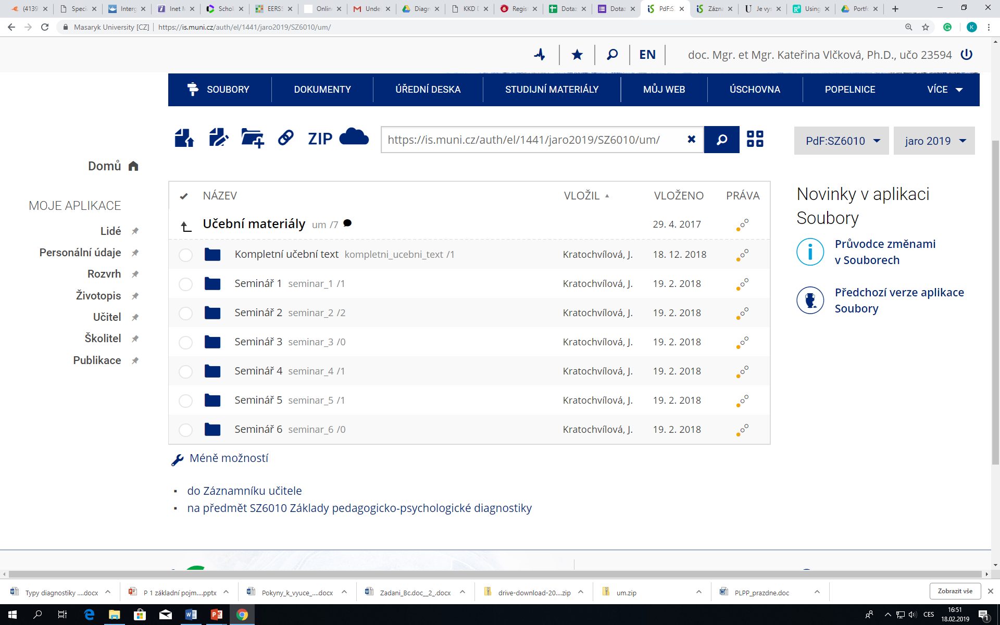 (4139
Speci
Interg
Inet M
Schol
EERSS
Onlin
Unde
Diagn
KKD D
Regis
Dotaz
Dotaz
PdF:S
Zázna
Je vys
Using
Portfo
Masaryk University [CZ] https://is.muni.cz/auth/el/1441/jaro2019/SZ6010/um/
K
EN doc. Mgr. et Mgr. Kateřina Vlčková, Ph.D., učo 23594
SOUBORY DOKUMENTY ÚŘEDNÍ DESKA STUDIJNÍ MATERIÁLY MŮJ WEB ÚSCHOVNA POPELNICE VÍCE
ZIP https://is.muni.cz/auth/el/1441/jaro2019/SZ6010/um/ PdF:SZ6010 jaro 2019
Domů
MOJE APLIKACE
Lidé
Personální údaje
Rozvrh
Životopis
Učitel
Školitel
Publikace
NÁZEV VLOŽIL VLOŽENO PRÁVA
Učební materiály um /7 29. 4. 2017
Kompletní učební text kompletni_ucebni_text /1 Kratochvílová, J. 18. 12. 2018
Seminář 1 seminar_1 /1 Kratochvílová, J. 19. 2. 2018
Seminář 2 seminar_2 /2 Kratochvílová, J. 19. 2. 2018
Seminář 3 seminar_3 /0 Kratochvílová, J. 19. 2. 2018
Seminář 4 seminar_4 /1 Kratochvílová, J. 19. 2. 2018
Seminář 5 seminar_5 /1 Kratochvílová, J. 19. 2. 2018
Seminář 6 seminar_6 /0 Kratochvílová, J. 19. 2. 2018
Méně možností
do Záznamníku učitele
na předmět SZ6010 Základy pedagogicko-psychologické diagnostiky
Novinky v aplikaci
Soubory
Průvodce změnami
v Souborech
Předchozí verze aplikace
Soubory
Typy diagnostiky ....docx
P 1 základní pojm....pptx
Pokyny_k_vyuce_....docx
Zadani_Bc.doc__2_.docx
drive-download-20....zip
um.zip
PLPP_prazdne.doc
Zobrazit vše
CES
16:51
18.02.2019
1